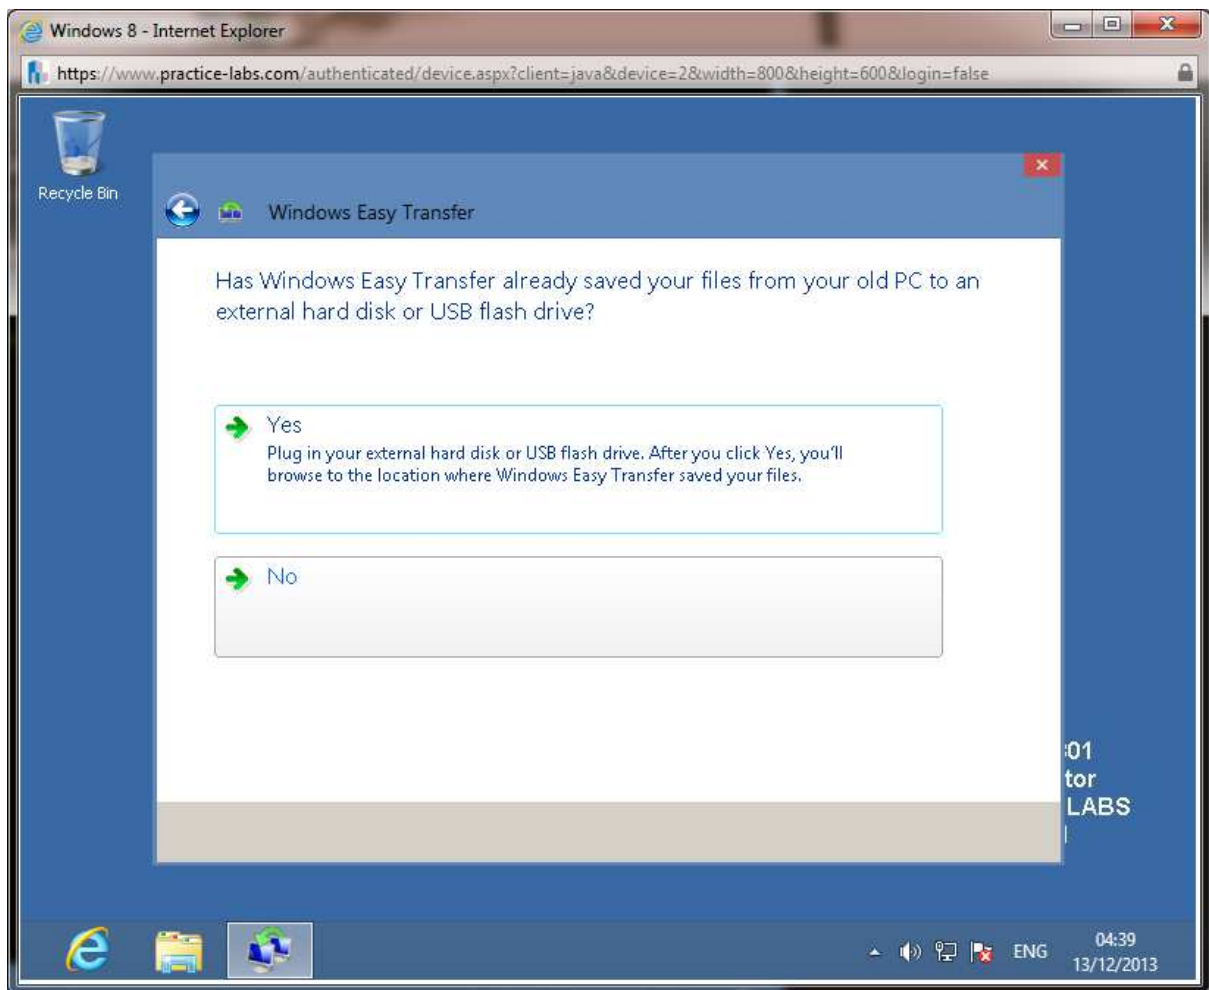 Windows 8 - Internet Explorer
https://www.practice-labs.com/authenticated/device.aspx?client=java&device=2&width=800&height=600&login=false
Recycle Bin
Windows Easy Transfer
Has Windows Easy Transfer already saved your files from your old PC to an
external hard disk or USB flash drive?
Yes
Plug in your external hard disk or USB flash drive. After you click Yes, you'll
browse to the location where Windows Easy Transfer saved your files.
No
01
tor
LABS
ENG
04:39
13/12/2013